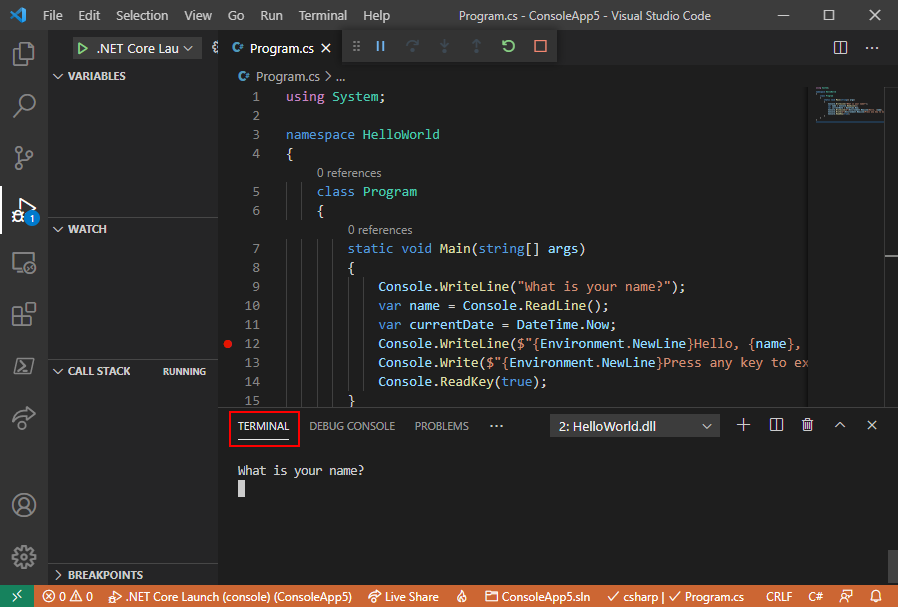 File Edit Selection View Go Run Terminal Help Program.cs - ConsoleApp5 - Visual Studio Code
.NET Core Lau
Program.cs
VARIABLES
Program.cs > ...
1 using System;
2
3 namespace HelloWorld
4 {
0 references
5 class Program
6 {
0 references
7 static void Main(string[] args)
8 {
9 Console.WriteLine("What is your name?");
10 var name = Console.ReadLine();
11 var currentDate = DateTime.Now;
12 Console.WriteLine($"{Environment.NewLine}Hello, {name},
13 Console.Write($"{Environment.NewLine}Press any key to ex
14 Console.ReadKey(true);
15 }
1
WATCH
CALL STACK RUNNING
BREAKPOINTS
TERMINAL DEBUG CONSOLE PROBLEMS ··· 2: HelloWorld.dll
What is your name?
0 0 .NET Core Launch (console) (ConsoleApp5) Live Share ConsoleApp5.sln csharp | Program.cs CRLF C#